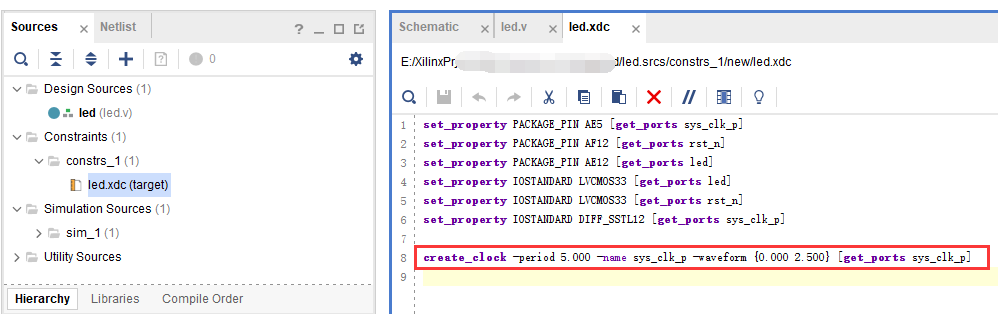 Sources × Netlist
? _
0
Design Sources (1)
led (led.v)
Constraints (1)
constrs_1 (1)
led.xdc (target)
Simulation Sources (1)
sim_1 (1)
Utility Sources
Hierarchy Libraries Compile Order
Schematic × led.v × led.xdc ×
E:/XilinxPr d/led.srcs/constrs_1/new/led.xdc
1 set_property PACKAGE_PIN AE5 [get_ports sys_clk_p]
2 set_property PACKAGE_PIN AF12 [get_ports rst_n]
3 set_property PACKAGE_PIN AE12 [get_ports led]
4 set_property IOSTANDARD LVCMOS33 [get_ports led]
5 set_property IOSTANDARD LVCMOS33 [get_ports rst_n]
6 set_property IOSTANDARD DIFF_SSTL12 [get_ports sys_clk_p]
7
8 create_clock -period 5.000 -name sys_clk_p -waveform {0.000 2.500} [get_ports sys_clk_p]
9